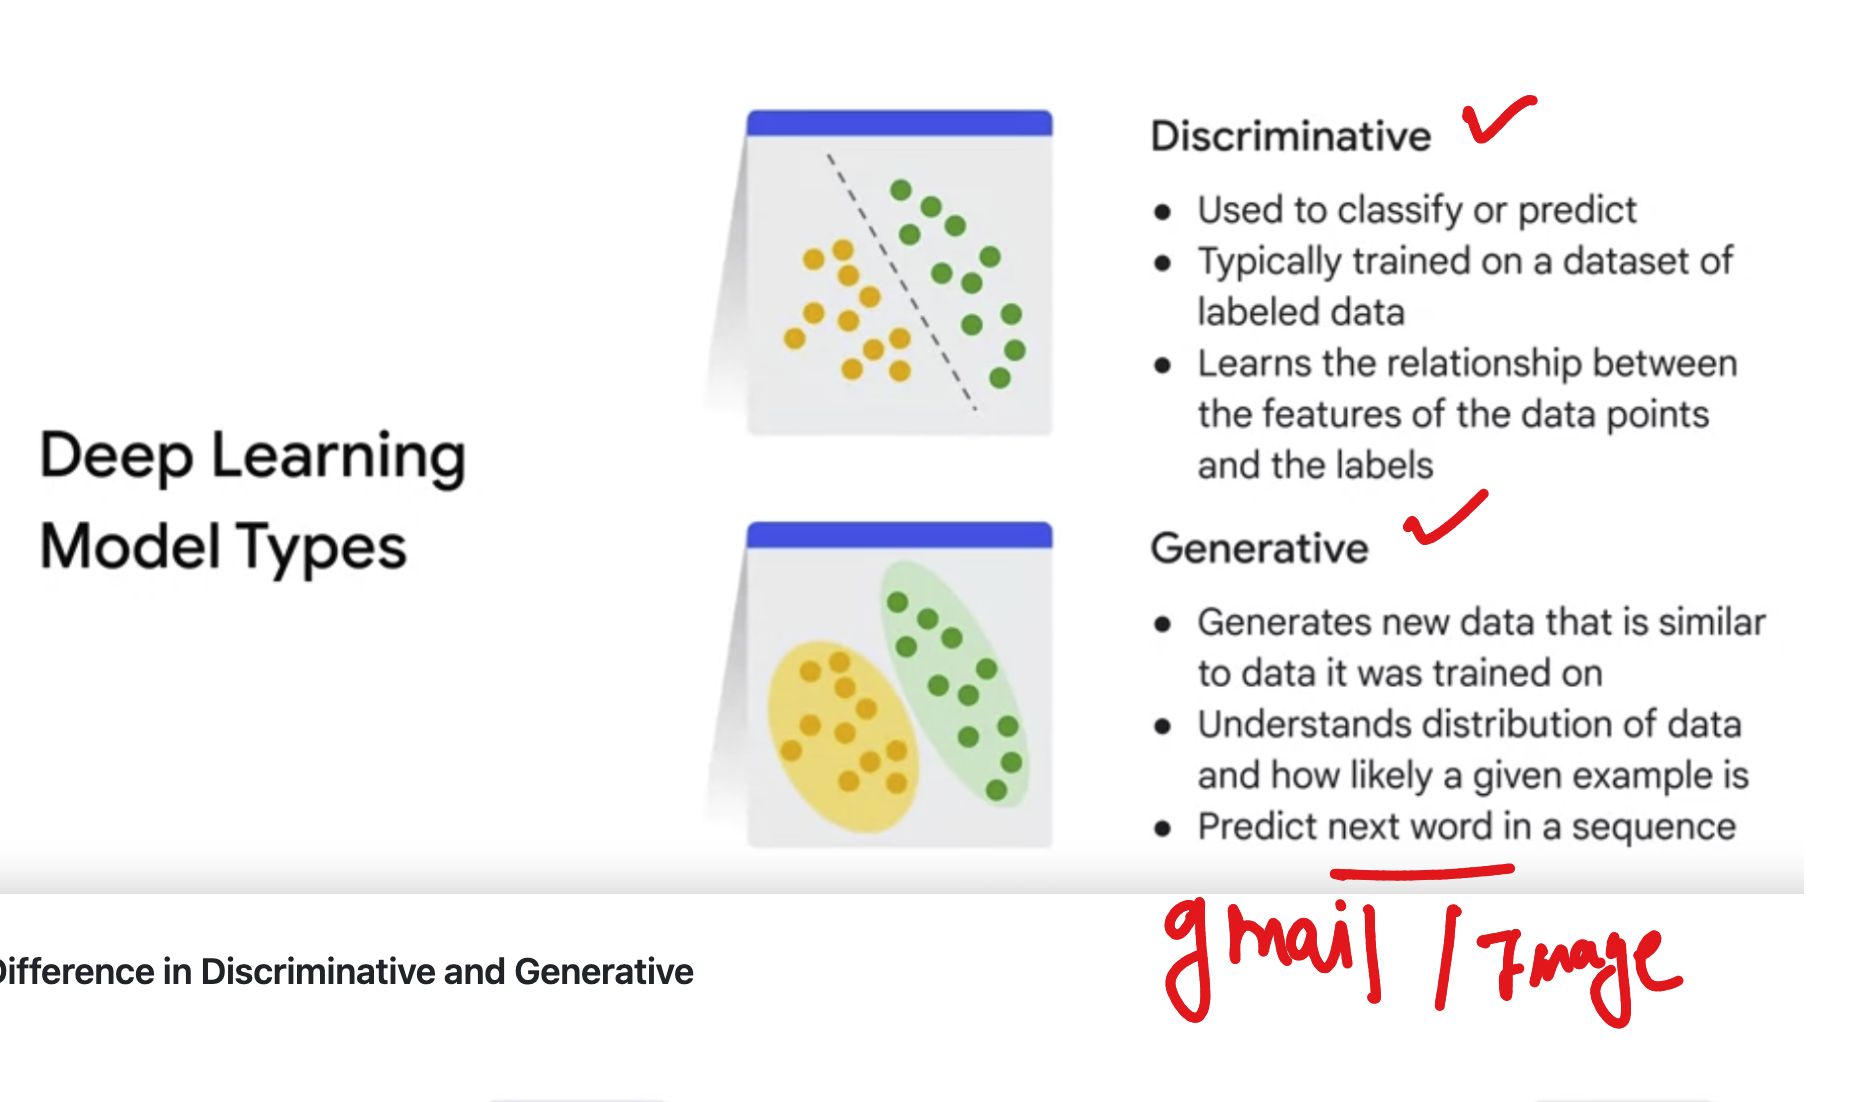 Deep Learning
Model Types
Discriminative
● Used to classify or predict
● Typically trained on a dataset of
labeled data
● Learns the relationship between
the features of the data points
and the labels
Generative
● Generates new data that is similar
to data it was trained on
● Understands distribution of data
and how likely a given example is
● Predict next word in a sequence
gmail / Image
Difference in Discriminative and Generative